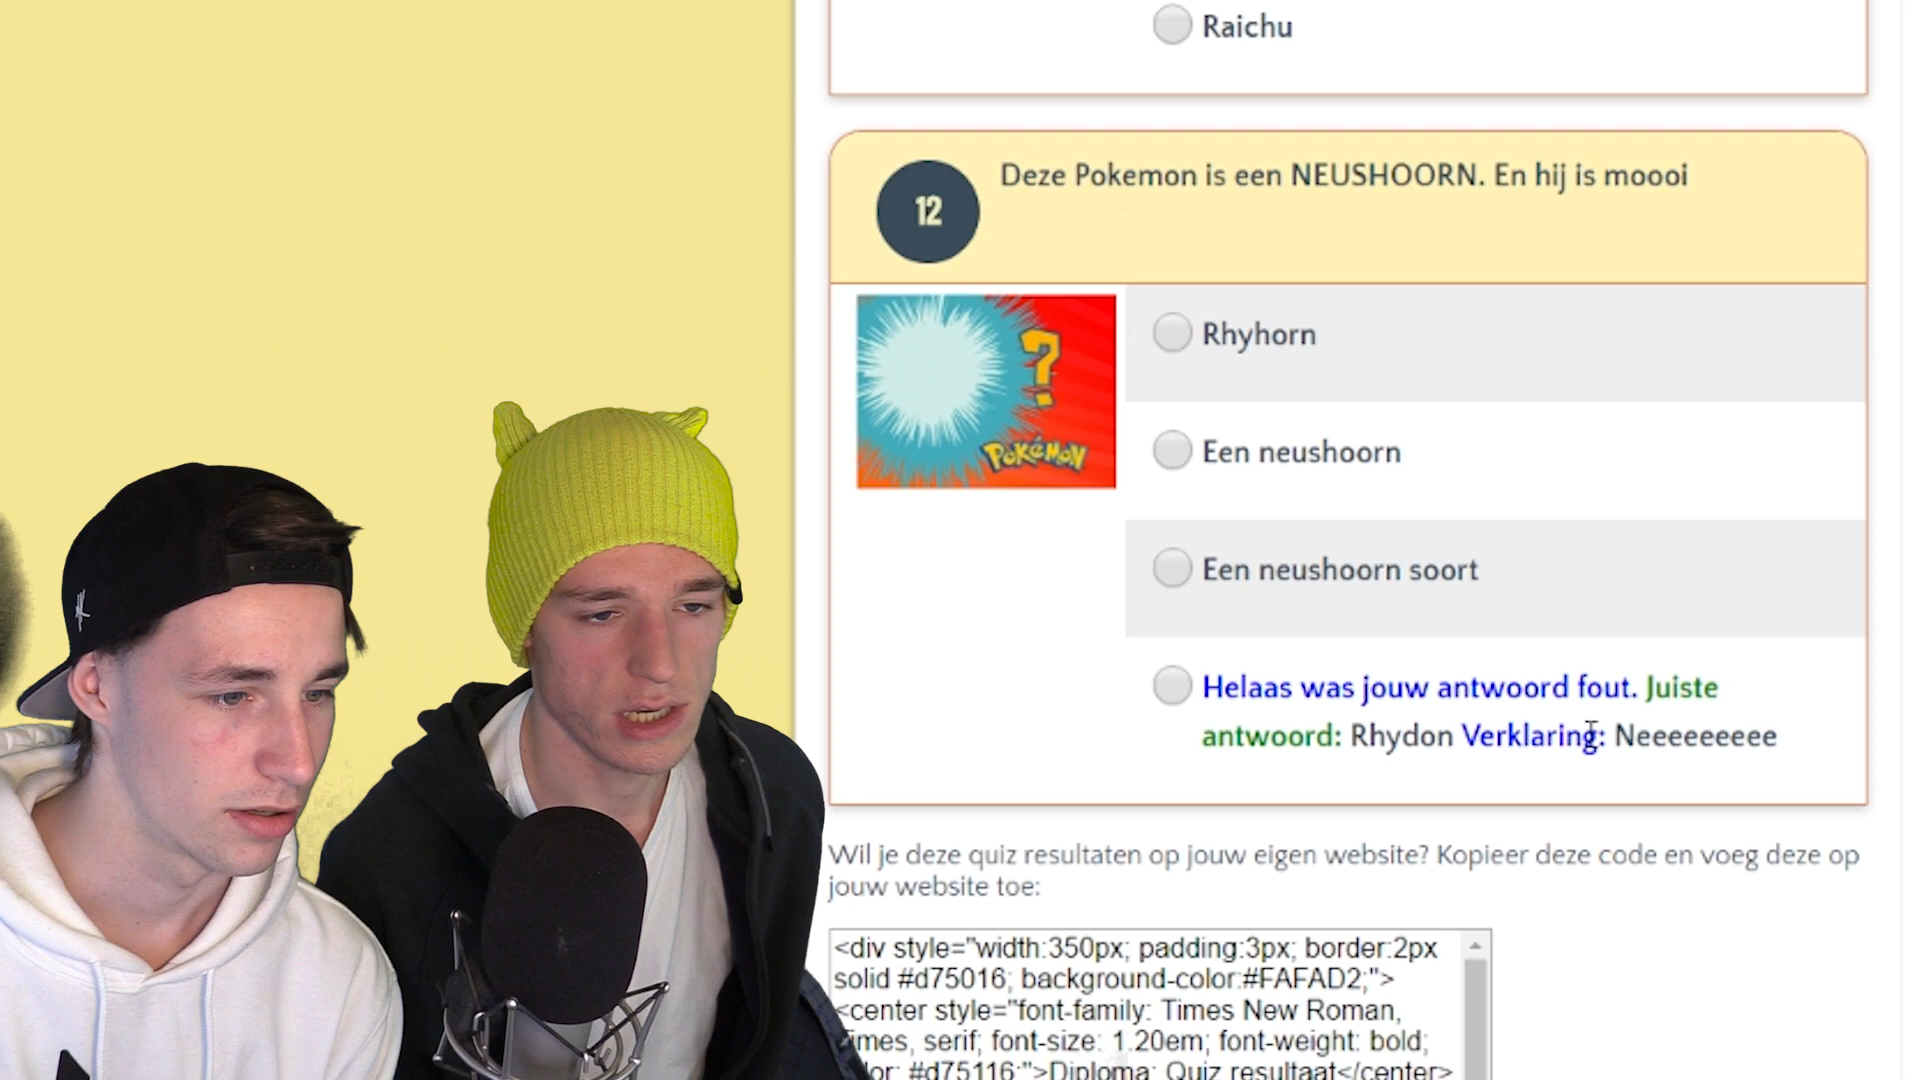 Raichu
12
Deze Pokemon is een NEUSHOORN. En hij is moooi
?
POKéMON
Rhyhorn
Een neushoorn
Een neushoorn soort
Helaas was jouw antwoord fout. Juiste
antwoord: Rhydon Verklaring: Neeeeeeeee
Wil je deze quiz resultaten op jouw eigen website? Kopieer deze code en voeg deze op
jouw website toe:
<div style="width:350px; padding:3px; border:2px
solid #d75016; background-color:#FAFAD2;">
<center style="font-family: Times New Roman,
Times, serif; font-size: 1.20em; font-weight: bold;
#d75116;">Diploma: Quiz resultaat</center>